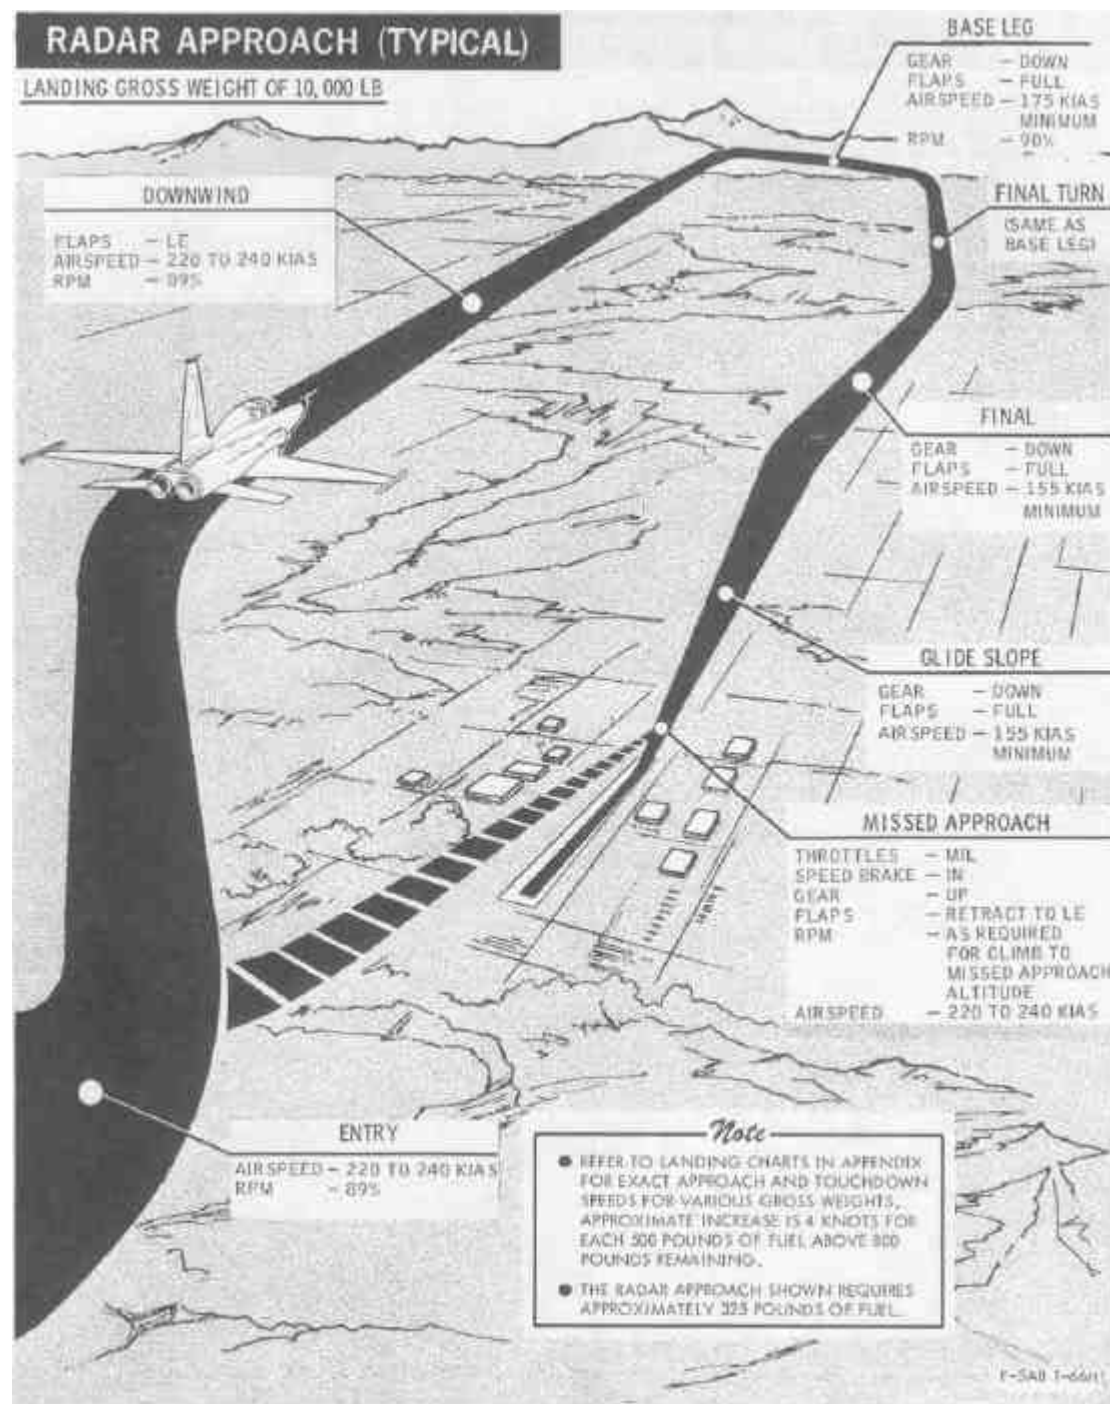 RADAR APPROACH (TYPICAL)
LANDING GROSS WEIGHT OF 10,000 LB
BASE LEG
GEAR — DOWN
FLAPS — FULL
AIRSPEED — 175 KIAS
MINIMUM
RPM — 90%
DOWNWIND
FLAPS — LE
AIRSPEED — 220 TO 240 KIAS
RPM — 89%
FINAL TURN
(SAME AS
BASE LEG)
FINAL
GEAR — DOWN
FLAPS — FULL
AIRSPEED — 155 KIAS
MINIMUM
GLIDE SLOPE
GEAR — DOWN
FLAPS — FULL
AIRSPEED — 155 KIAS
MINIMUM
MISSED APPROACH
THROTTLES — MIL
SPEED BRAKE — IN
GEAR — UP
FLAPS — RETRACT TO LE
RPM — AS REQUIRED
FOR CLIMB TO
MISSED APPROACH
ALTITUDE
AIRSPEED — 220 TO 240 KIAS
ENTRY
AIRSPEED — 220 TO 240 KIAS
RPM — 89%
Note
● REFER TO LANDING CHARTS IN APPENDIX
FOR EXACT APPROACH AND TOUCHDOWN
SPEEDS FOR VARIOUS GROSS WEIGHTS.
APPROXIMATE INCREASE IS 4 KNOTS FOR
EACH 500 POUNDS OF FUEL ABOVE 800
POUNDS REMAINING.
● THE RADAR APPROACH SHOWN REQUIRES
APPROXIMATELY 325 POUNDS OF FUEL.